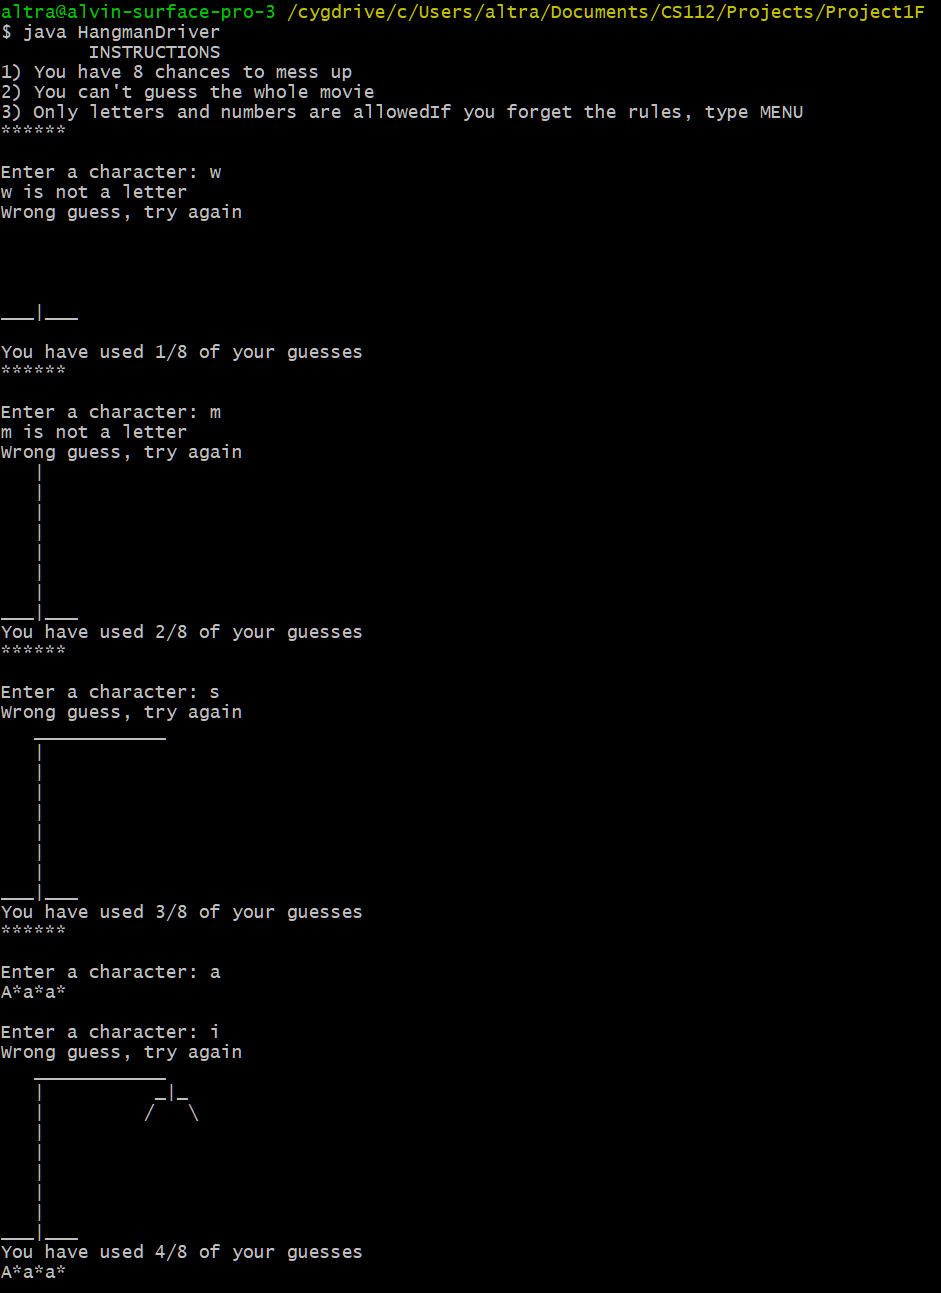 altra@alvin-surface-pro-3 /cygdrive/c/Users/altra/Documents/CS112/Projects/Project1F
$ java HangmanDriver
        INSTRUCTIONS
1) You have 8 chances to mess up
2) You can't guess the whole movie
3) Only letters and numbers are allowedIf you forget the rules, type MENU
******

Enter a character: w
w is not a letter
Wrong guess, try again




___|___

You have used 1/8 of your guesses
******

Enter a character: m
m is not a letter
Wrong guess, try again
   |
   |
   |
   |
   |
   |
   |
___|___
You have used 2/8 of your guesses
******

Enter a character: s
Wrong guess, try again
   ____________
   |
   |
   |
   |
   |
   |
   |
___|___
You have used 3/8 of your guesses
******

Enter a character: a
A*a*a*

Enter a character: i
Wrong guess, try again
   ____________
   |          _|_
   |         /   \
   |
   |
   |
   |
   |
___|___
You have used 4/8 of your guesses
A*a*a*